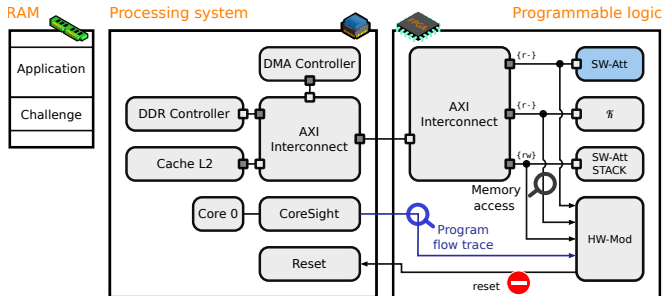 RAM
Processing system
Programmable logic
FPGA
Application
Challenge
DMA Controller
DDR Controller
Cache L2
AXI
Interconnect
Core 0
CoreSight
Reset
AXI
Interconnect
{r-}
{r-}
{rw}
SW-Att
𝒦
SW-Att
STACK
Memory
access
Program
flow trace
HW-Mod
reset